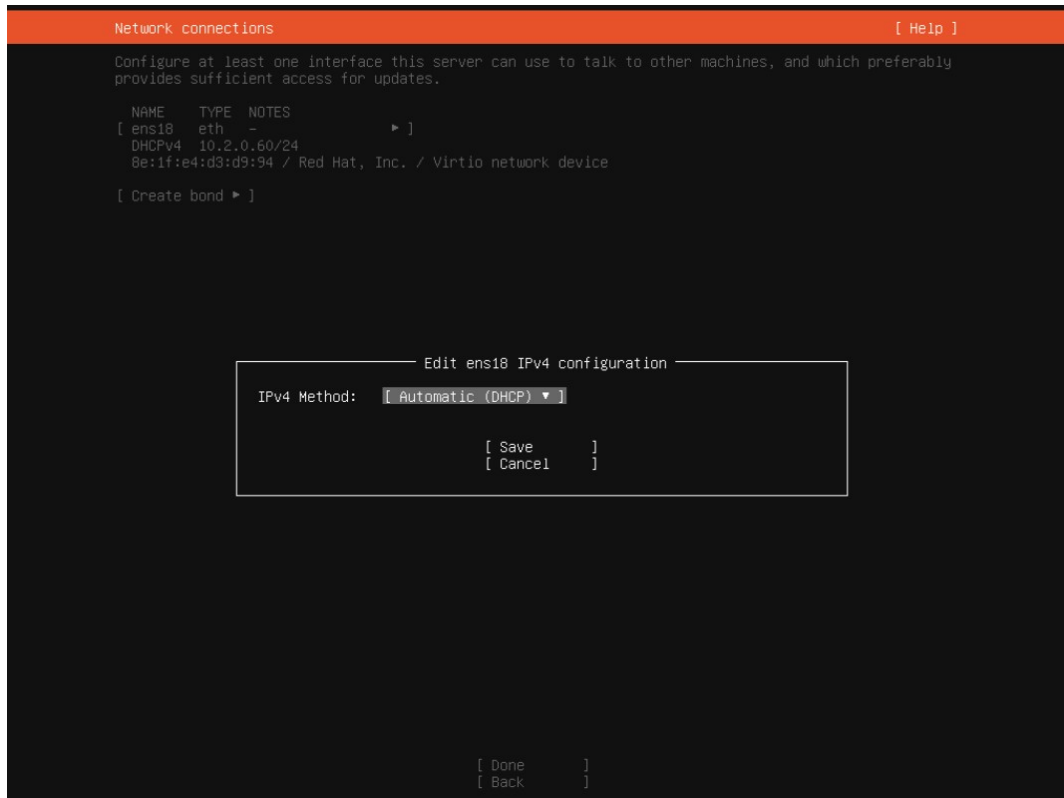 Network connections [ Help ]
Configure at least one interface this server can use to talk to other machines, and which preferably
provides sufficient access for updates.
NAME TYPE NOTES
[ ens18 eth - ▸ ]
DHCPv4 10.2.0.60/24
8e:1f:e4:d3:d9:94 / Red Hat, Inc. / Virtio network device
[ Create bond ▸ ]
Edit ens18 IPv4 configuration
IPv4 Method: [ Automatic (DHCP) ▾ ]
[ Save ]
[ Cancel ]
[ Done ]
[ Back ]